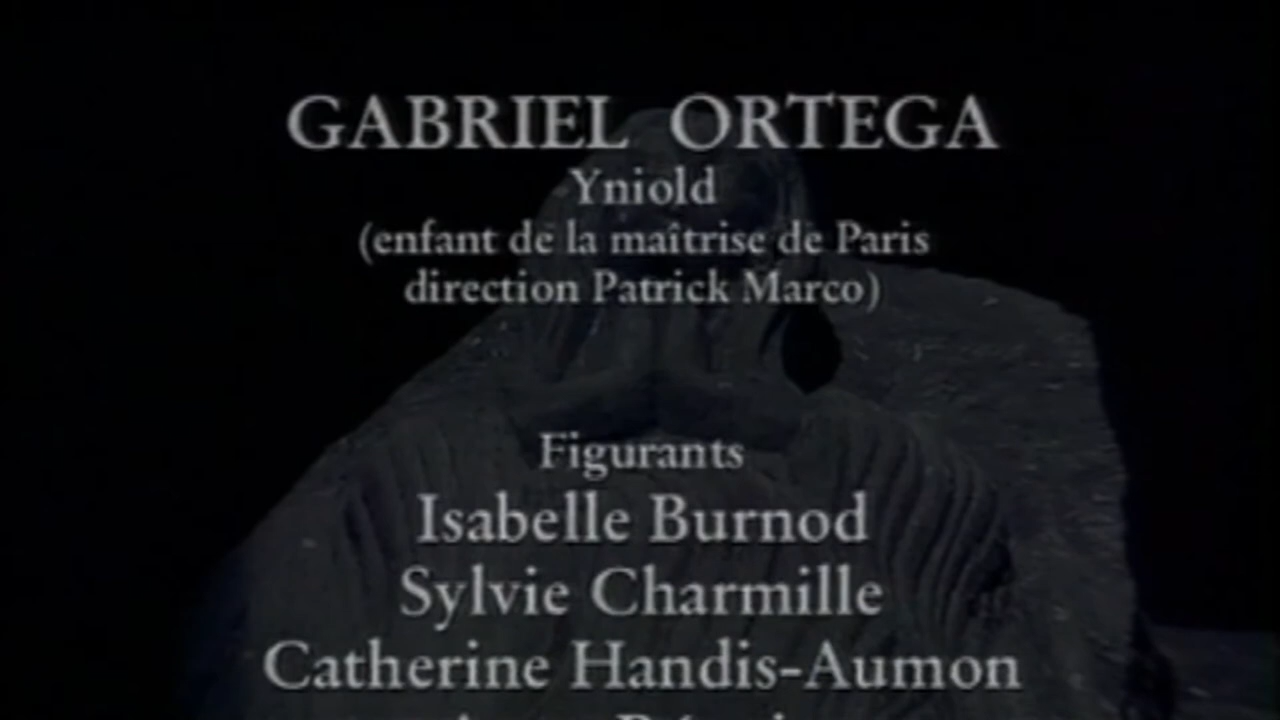 GABRIEL ORTEGA
Yniold
(enfant de la maîtrise de Paris
direction Patrick Marco)
Figurants
Isabelle Burnod
Sylvie Charmille
Catherine Handis-Aumon